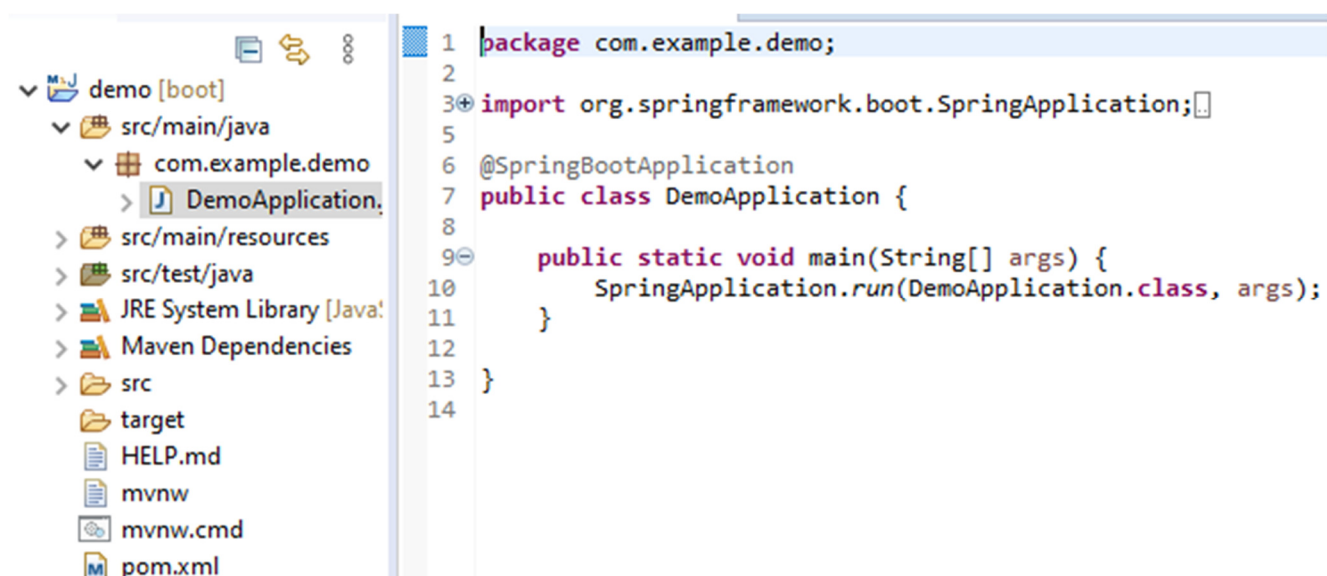 demo [boot]
src/main/java
com.example.demo
DemoApplication.
src/main/resources
src/test/java
JRE System Library [Java
Maven Dependencies
src
target
HELP.md
mvnw
mvnw.cmd
pom.xml
1 package com.example.demo;
2
3 import org.springframework.boot.SpringApplication;
5
6 @SpringBootApplication
7 public class DemoApplication {
8
9 public static void main(String[] args) {
10 SpringApplication.run(DemoApplication.class, args);
11 }
12
13 }
14